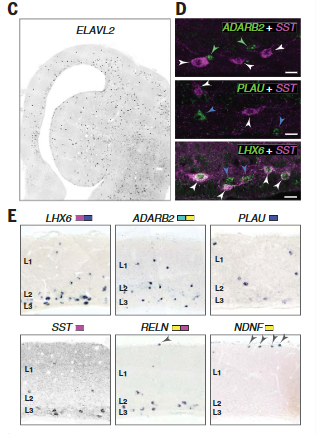 C
ELAVL2
D
ADARB2 + SST
PLAU + SST
LHX6 + SST
E
LHX6
ADARB2
PLAU
L1
L2
L3
L1
L2
L3
L1
L2
L3
SST
RELN
NDNF
L1
L2
L3
L1
L2
L3
L1
L2
L3